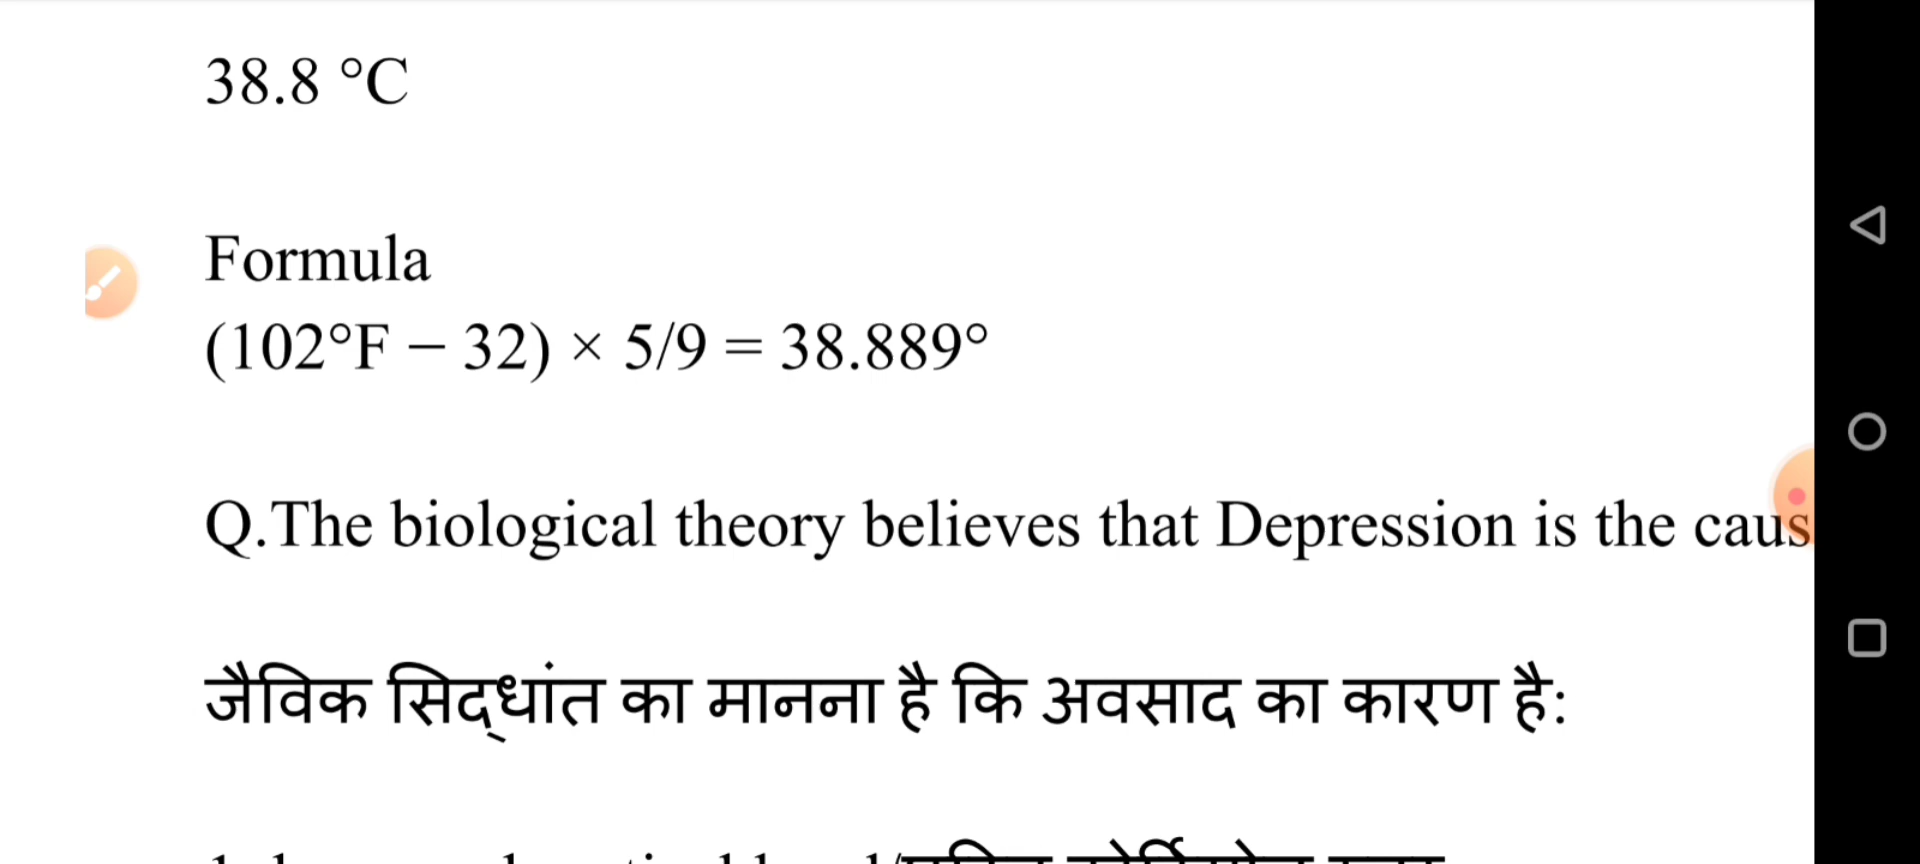 38.8 °C
Formula
(102°F – 32) × 5/9 = 38.889°
Q.The biological theory believes that Depression is the caus
जैविक सिद्धांत का मानना है कि अवसाद का कारण है: